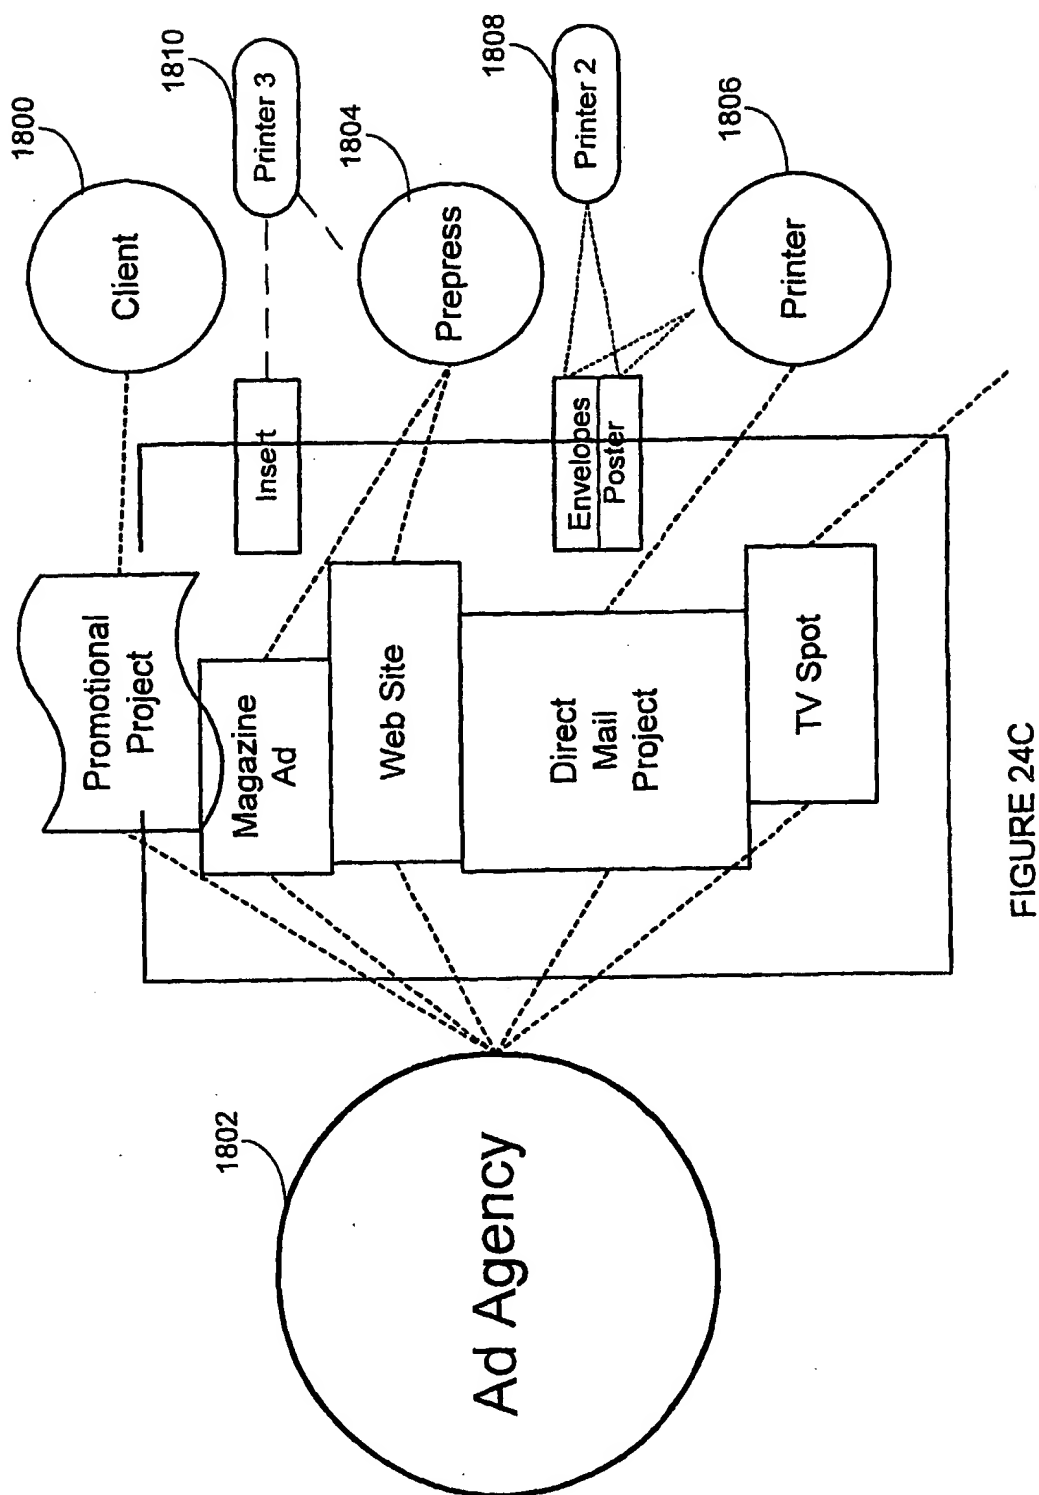 1800
Client
1810
Printer 3
1804
Prepress
1808
Printer 2
1806
Printer
Promotional
Project
Insert
Magazine
Ad
Web Site
Envelopes
Poster
Direct
Mail
Project
TV Spot
1802
Ad Agency
FIGURE 24C